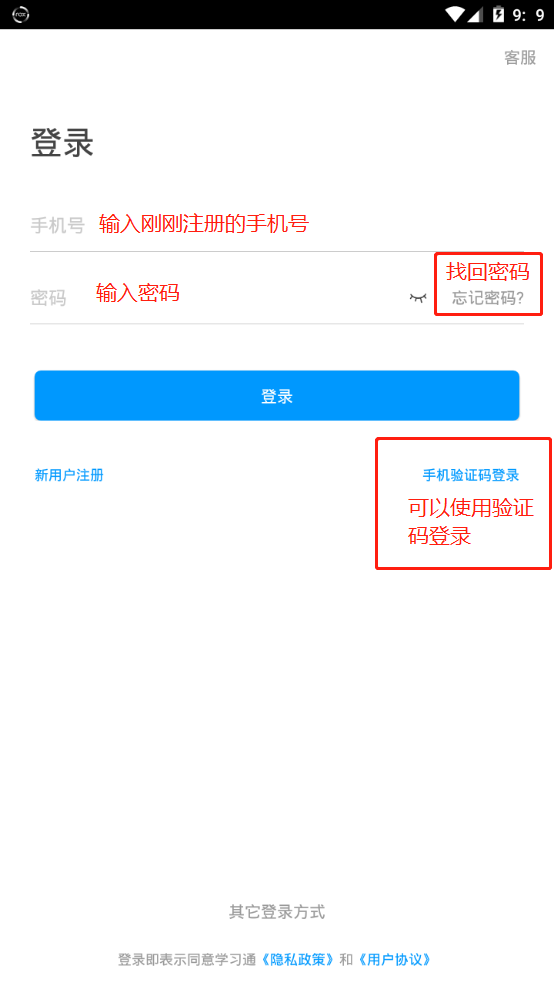 9: 9
客服
登录
手机号 输入刚刚注册的手机号
找回密码
密码 输入密码 忘记密码?
登录
新用户注册 手机验证码登录
可以使用验证
码登录
其它登录方式
登录即表示同意学习通《隐私政策》和《用户协议》